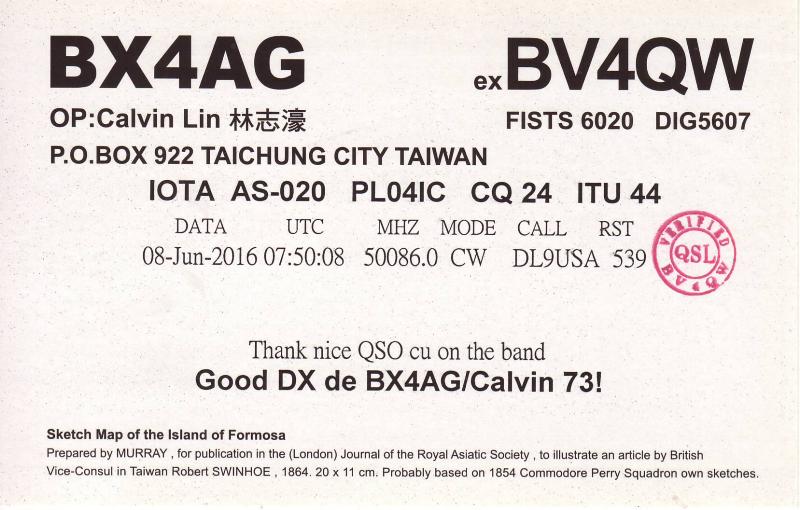 BX4AG ex BV4QW
OP:Calvin Lin 林志濠 FISTS 6020 DIG5607
P.O.BOX 922 TAICHUNG CITY TAIWAN
IOTA AS-020 PL04IC CQ 24 ITU 44
DATA UTC MHZ MODE CALL RST
08-Jun-2016 07:50:08 50086.0 CW DL9USA 539
VERIFIED
QSL
BV4QW
Thank nice QSO cu on the band
Good DX de BX4AG/Calvin 73!
Sketch Map of the Island of Formosa
Prepared by MURRAY , for publication in the (London) Journal of the Royal Asiatic Society , to illustrate an article by British
Vice-Consul in Taiwan Robert SWINHOE , 1864. 20 x 11 cm. Probably based on 1854 Commodore Perry Squadron own sketches.